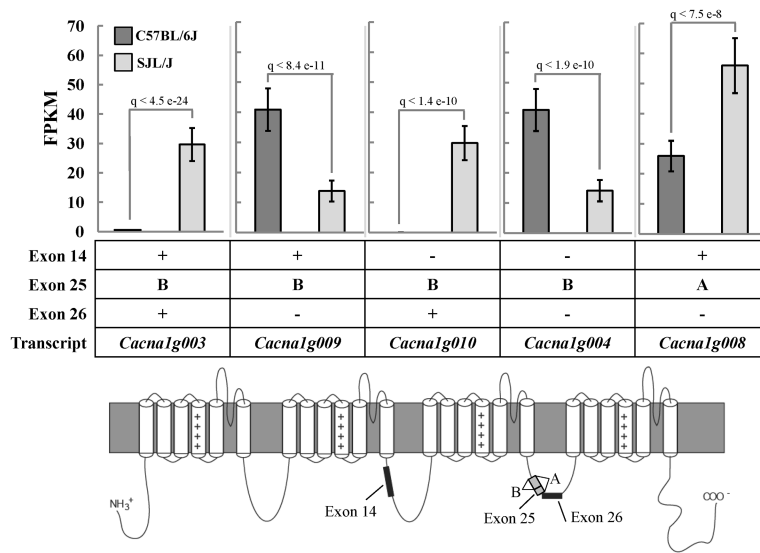 C57BL/6J
SJL/J
FPKM
70
60
50
40
30
20
10
0
q < 4.5 e-24
q < 8.4 e-11
q < 1.4 e-10
q < 1.9 e-10
q < 7.5 e-8
Exon 14 + + - - +
Exon 25 B B B B A
Exon 26 + - + - -
Transcript Cacna1g003 Cacna1g009 Cacna1g010 Cacna1g004 Cacna1g008
+ + + +
+ + + +
+ + + +
+ + + +
NH3+
Exon 14
B
A
Exon 25
Exon 26
COO-